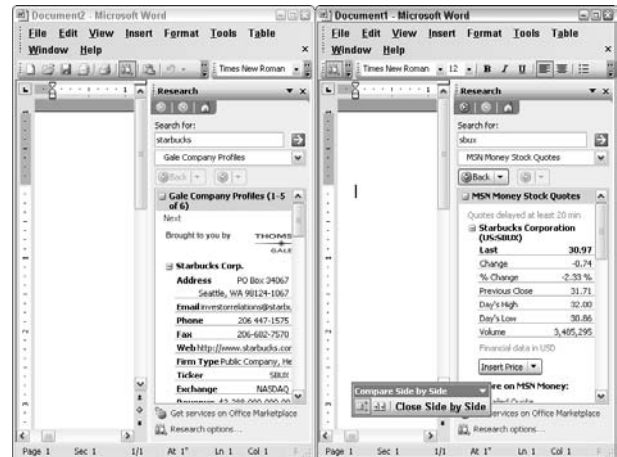 Document2 - Microsoft Word
File Edit View Insert Format Tools Table
Window Help
Times New Roman
Research
Search for:
starbucks
Gale Company Profiles
Back
Gale Company Profiles (1-5
of 6)
Next
Brought to you by THOMS
GALE
Starbucks Corp.
Address PO Box 34067
Seattle, WA 98124-1067
Email investorrelations@starbu
Phone 206 447-1575
Fax 206-682-7570
Web http://www.starbucks.cor
Firm Type Public Company, He
Ticker SBUX
Exchange NASDAQ
Get services on Office Marketplace
Research options...
Page 1 Sec 1 1/1 At 1" Ln 1 Col 1
Document1 - Microsoft Word
File Edit View Insert Format Tools Table
Window Help
Times New Roman 12 B I U
Research
Search for:
sbux
MSN Money Stock Quotes
Back
MSN Money Stock Quotes
Quotes delayed at least 20 min
Starbucks Corporation
(US:SBUX)
Last 30.97
Change -0.74
% Change -2.33 %
Previous Close 31.71
Day's High 32.00
Day's Low 30.86
Volume 3,485,295
Financial data in USD
Insert Price
on MSN Money:
Compare Side by Side
Close Side by Side
services on Office Marketplace
Research options...
Page 1 Sec 1 1/1 At 1" Ln 1 Col 1